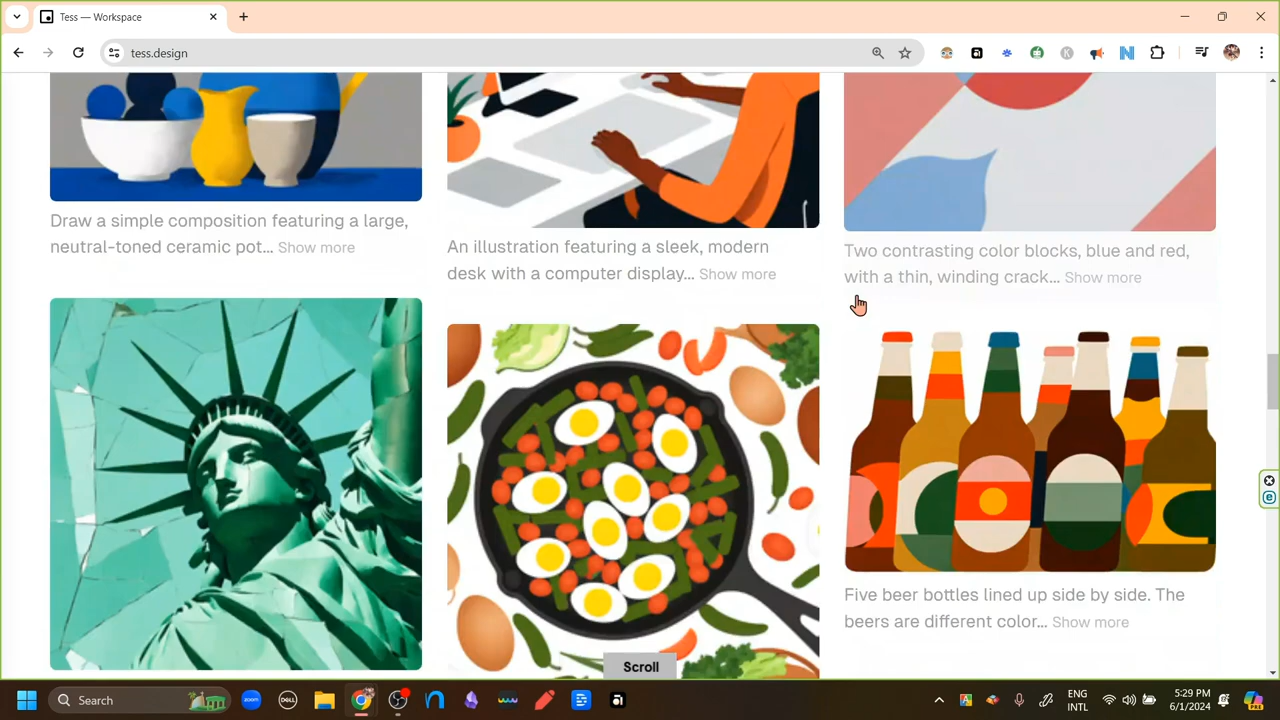 Tess — Workspace
tess.design
Draw a simple composition featuring a large,
neutral-toned ceramic pot... Show more
An illustration featuring a sleek, modern
desk with a computer display... Show more
Two contrasting color blocks, blue and red,
with a thin, winding crack... Show more
Five beer bottles lined up side by side. The
beers are different color... Show more
Scroll
Search
zoom
DELL
ENG
INTL
5:29 PM
6/1/2024